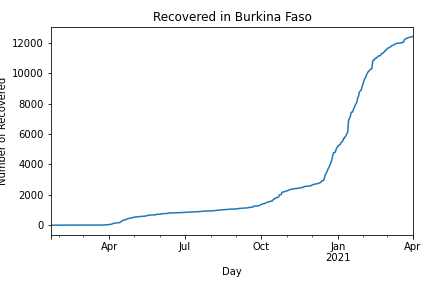 Recovered in Burkina Faso
Number of Recovered
12000
10000
8000
6000
4000
2000
0
Apr
Jul
Oct
Jan
2021
Apr
Day